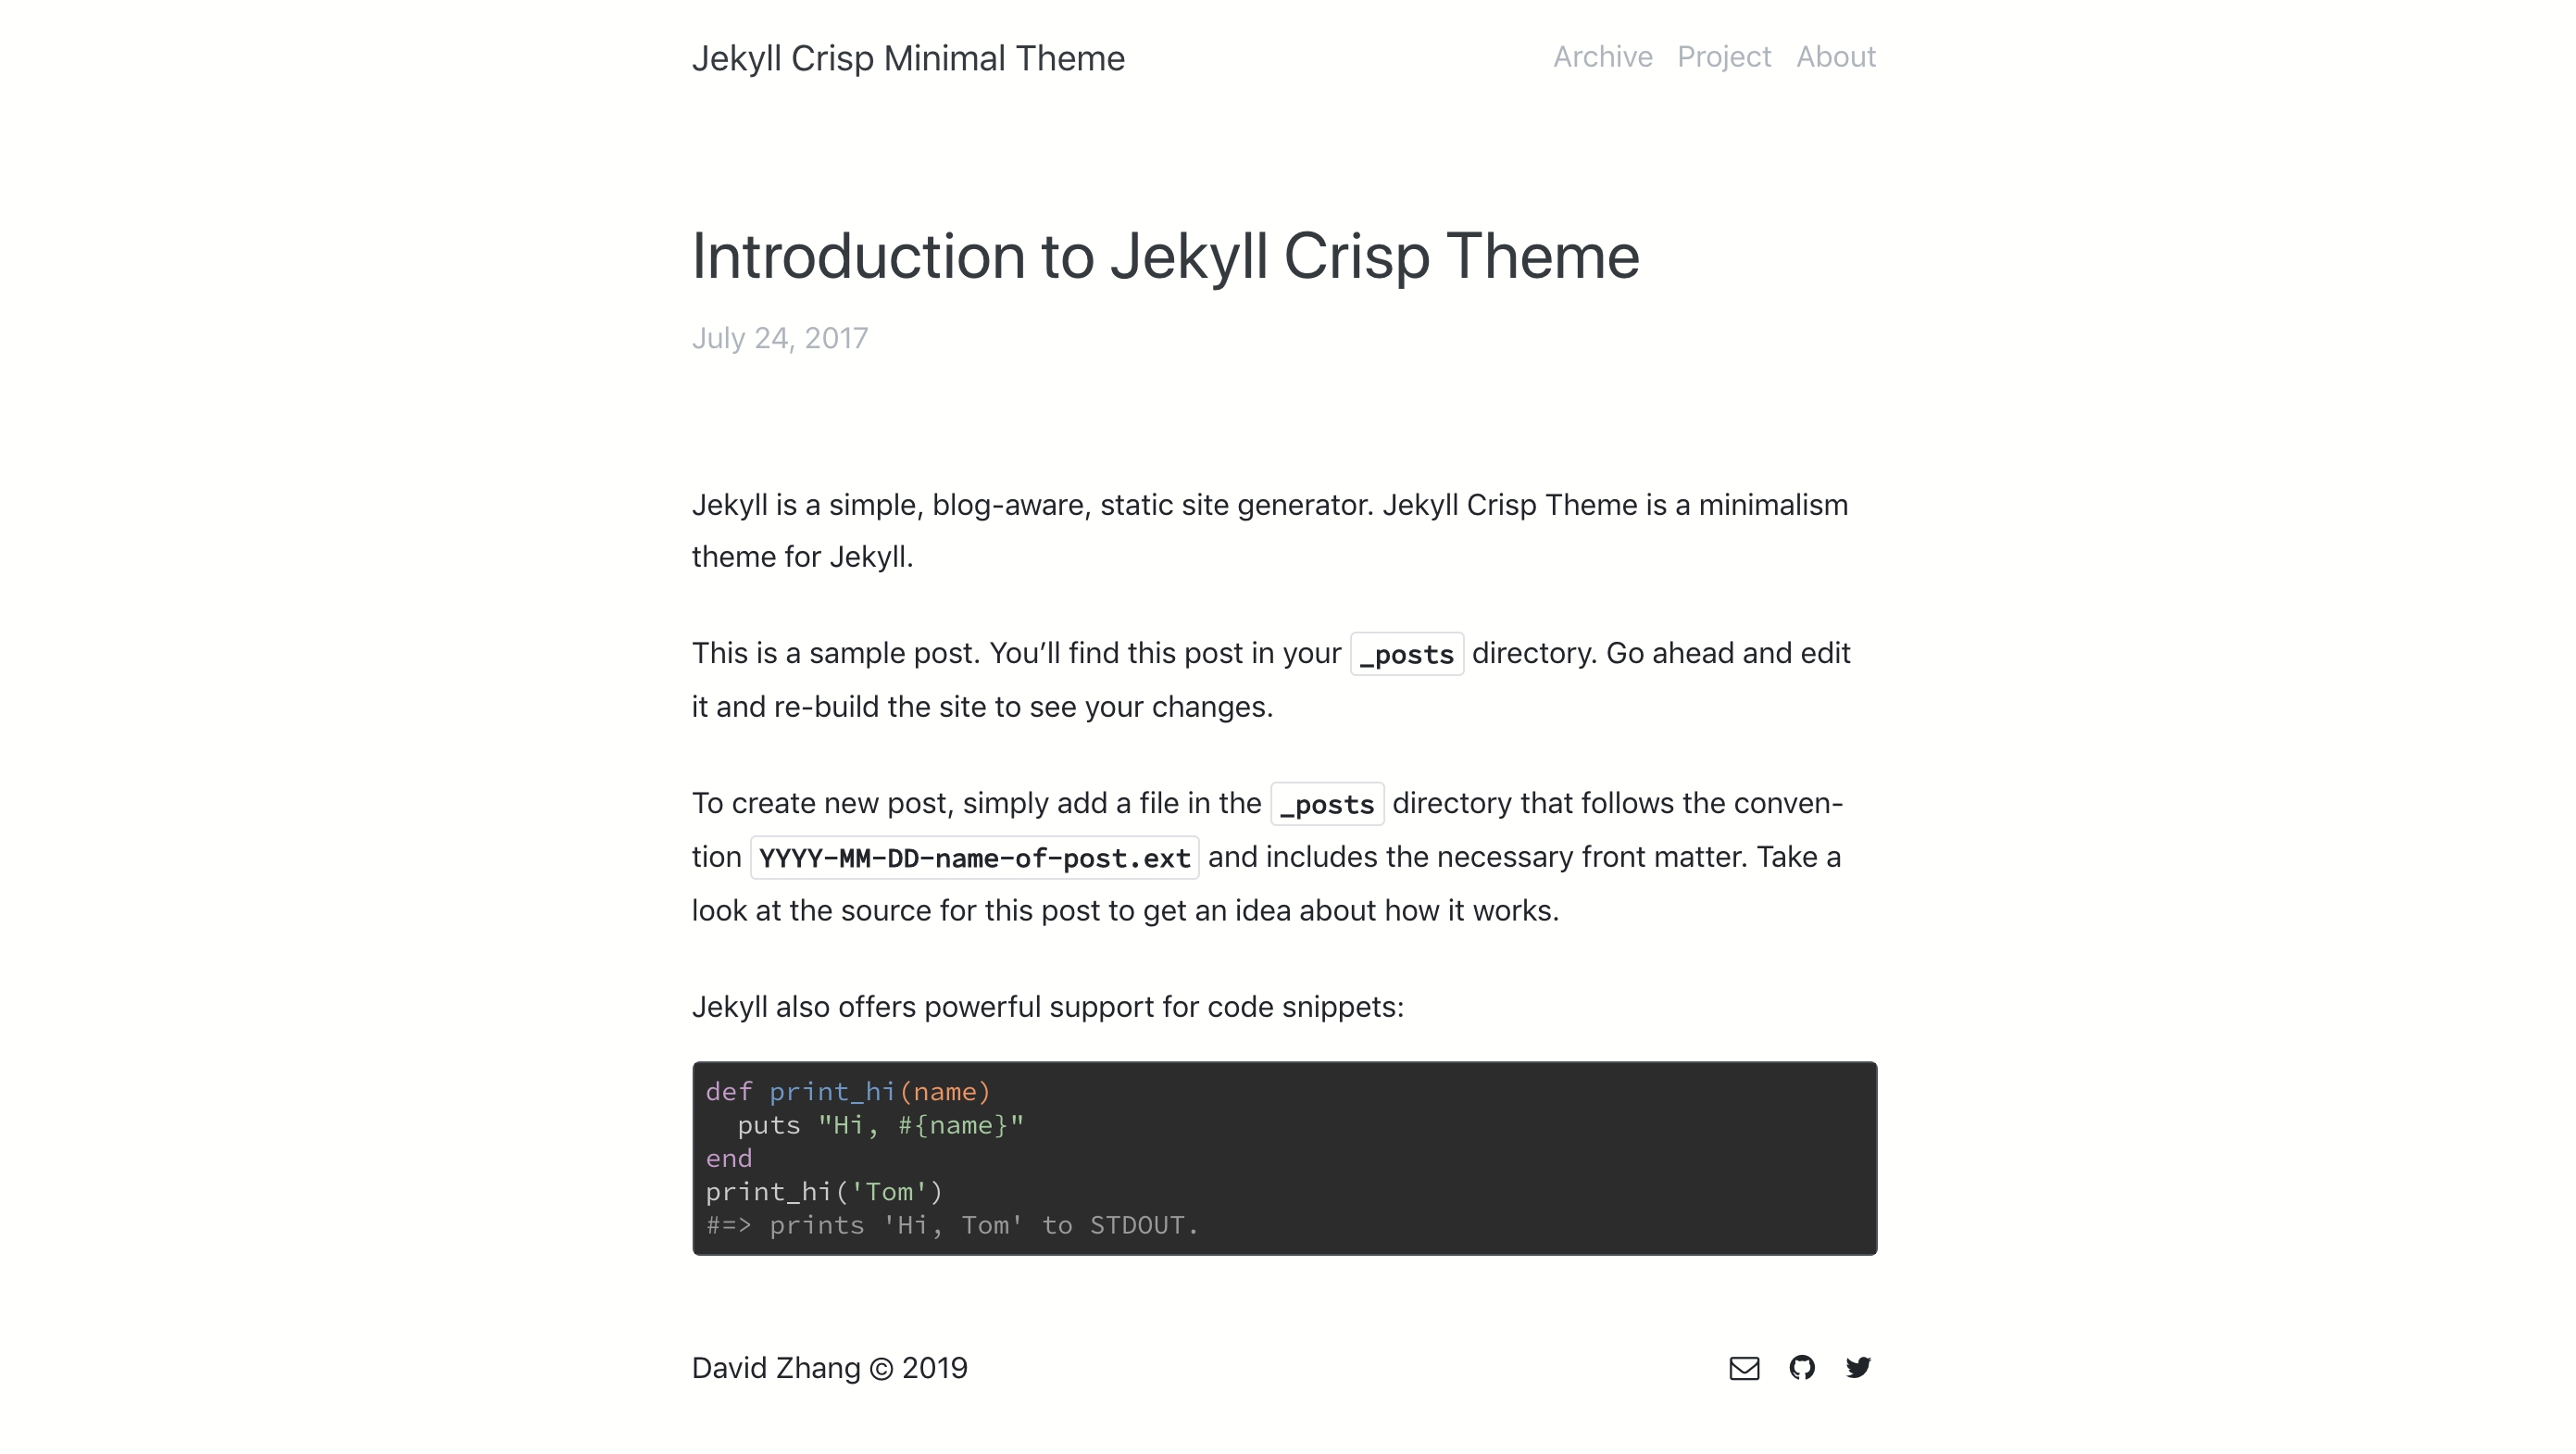 Jekyll Crisp Minimal Theme
Archive Project About
Introduction to Jekyll Crisp Theme
July 24, 2017
Jekyll is a simple, blog-aware, static site generator. Jekyll Crisp Theme is a minimalism
theme for Jekyll.
This is a sample post. You’ll find this post in your _posts directory. Go ahead and edit
it and re-build the site to see your changes.
To create new post, simply add a file in the _posts directory that follows the conven-
tion YYYY-MM-DD-name-of-post.ext and includes the necessary front matter. Take a
look at the source for this post to get an idea about how it works.
Jekyll also offers powerful support for code snippets:
def print_hi(name)
  puts "Hi, #{name}"
end
print_hi('Tom')
#=> prints 'Hi, Tom' to STDOUT.
David Zhang © 2019